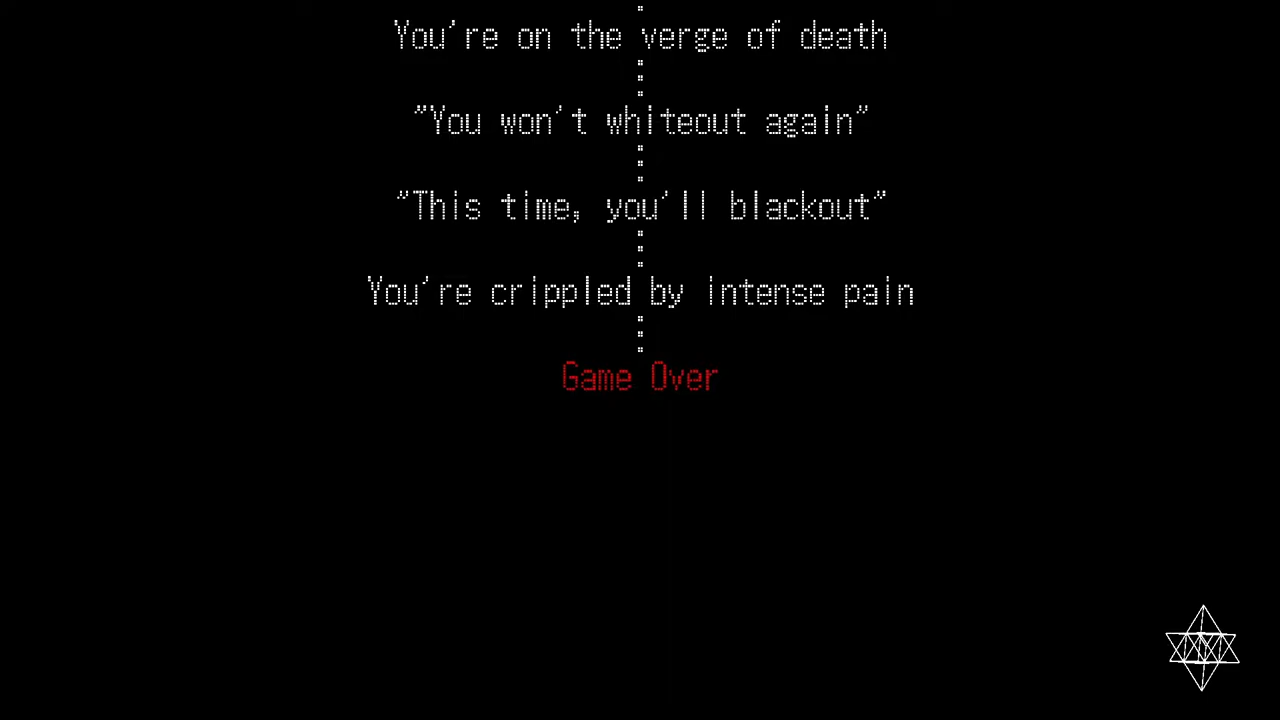 You're on the verge of death
"You won't whiteout again"
"This time, you'll blackout"
You're crippled by intense pain
Game Over